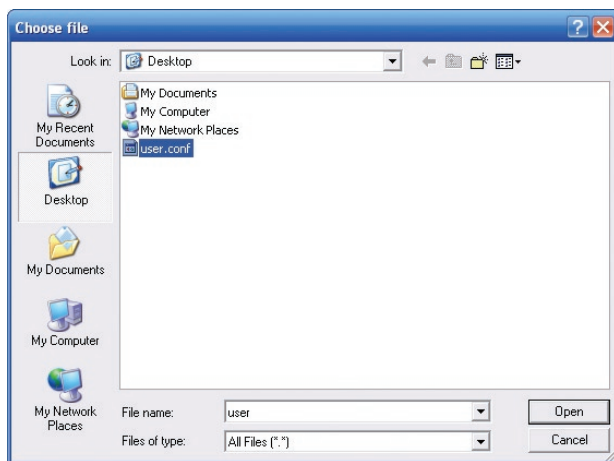 Choose file
Look in: Desktop
My Recent
Documents
Desktop
My Documents
My Computer
My Network
Places
My Documents
My Computer
My Network Places
user.conf
File name: user Open
Files of type: All Files (*.*) Cancel